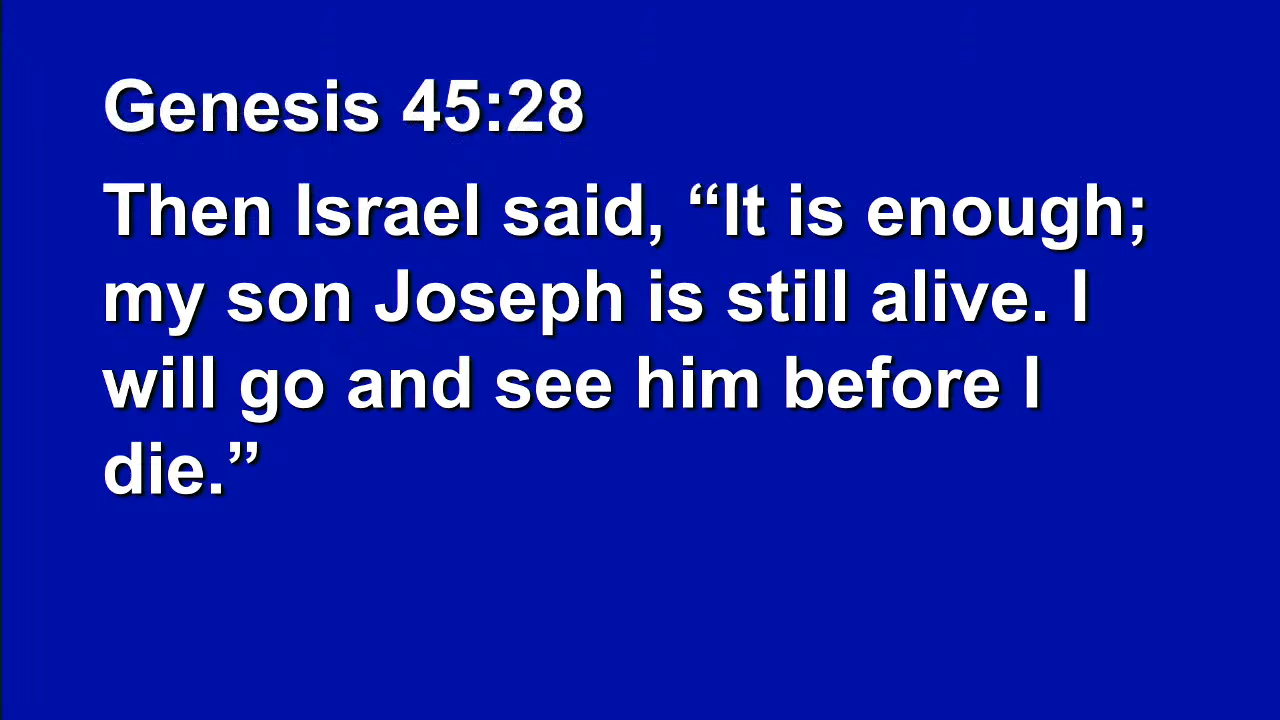 Genesis 45:28
Then Israel said, “It is enough;
my son Joseph is still alive. I
will go and see him before I
die.”